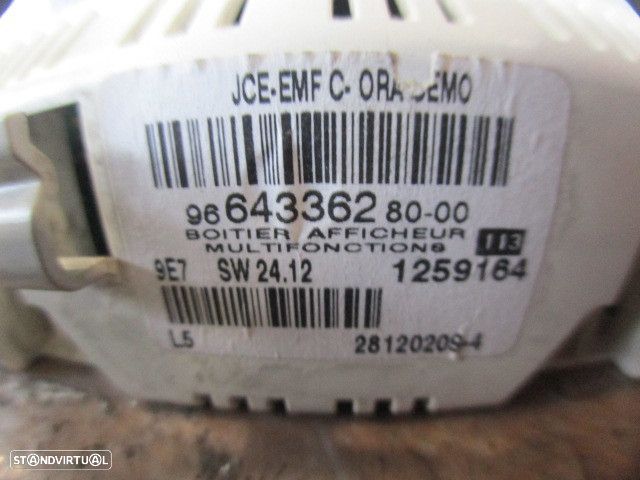 JCE-EMF C- ORA DEMO
96 643362 80-00
BOITIER AFFICHEUR
MULTIFONCTIONS 113
9E7 SW 24.12 1259164
L5 28120209-4
STANDVIRTUAL